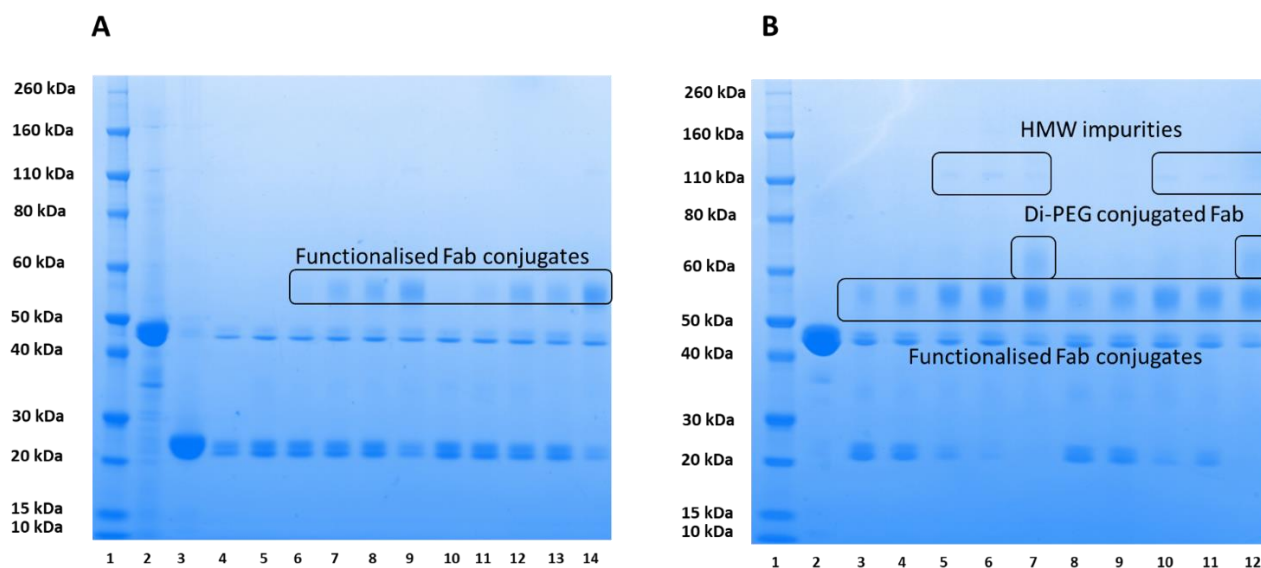 A
260 kDa
160 kDa
110 kDa
80 kDa
60 kDa
50 kDa
40 kDa
30 kDa
20 kDa
15 kDa
10 kDa
Functionalised Fab conjugates
1 2 3 4 5 6 7 8 9 10 11 12 13 14
B
260 kDa
160 kDa
110 kDa
80 kDa
60 kDa
50 kDa
40 kDa
30 kDa
20 kDa
15 kDa
10 kDa
HMW impurities
Di-PEG conjugated Fab
Functionalised Fab conjugates
1 2 3 4 5 6 7 8 9 10 11 12